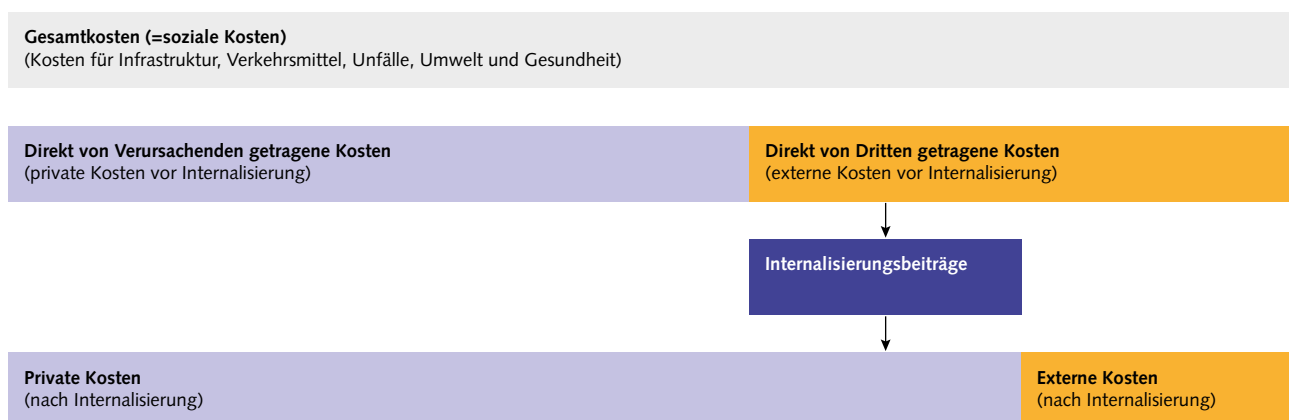 Gesamtkosten (=soziale Kosten)
(Kosten für Infrastruktur, Verkehrsmittel, Unfälle, Umwelt und Gesundheit)
Direkt von Verursachenden getragene Kosten
(private Kosten vor Internalisierung)
Direkt von Dritten getragene Kosten
(externe Kosten vor Internalisierung)
Internalisierungsbeiträge
Private Kosten
(nach Internalisierung)
Externe Kosten
(nach Internalisierung)